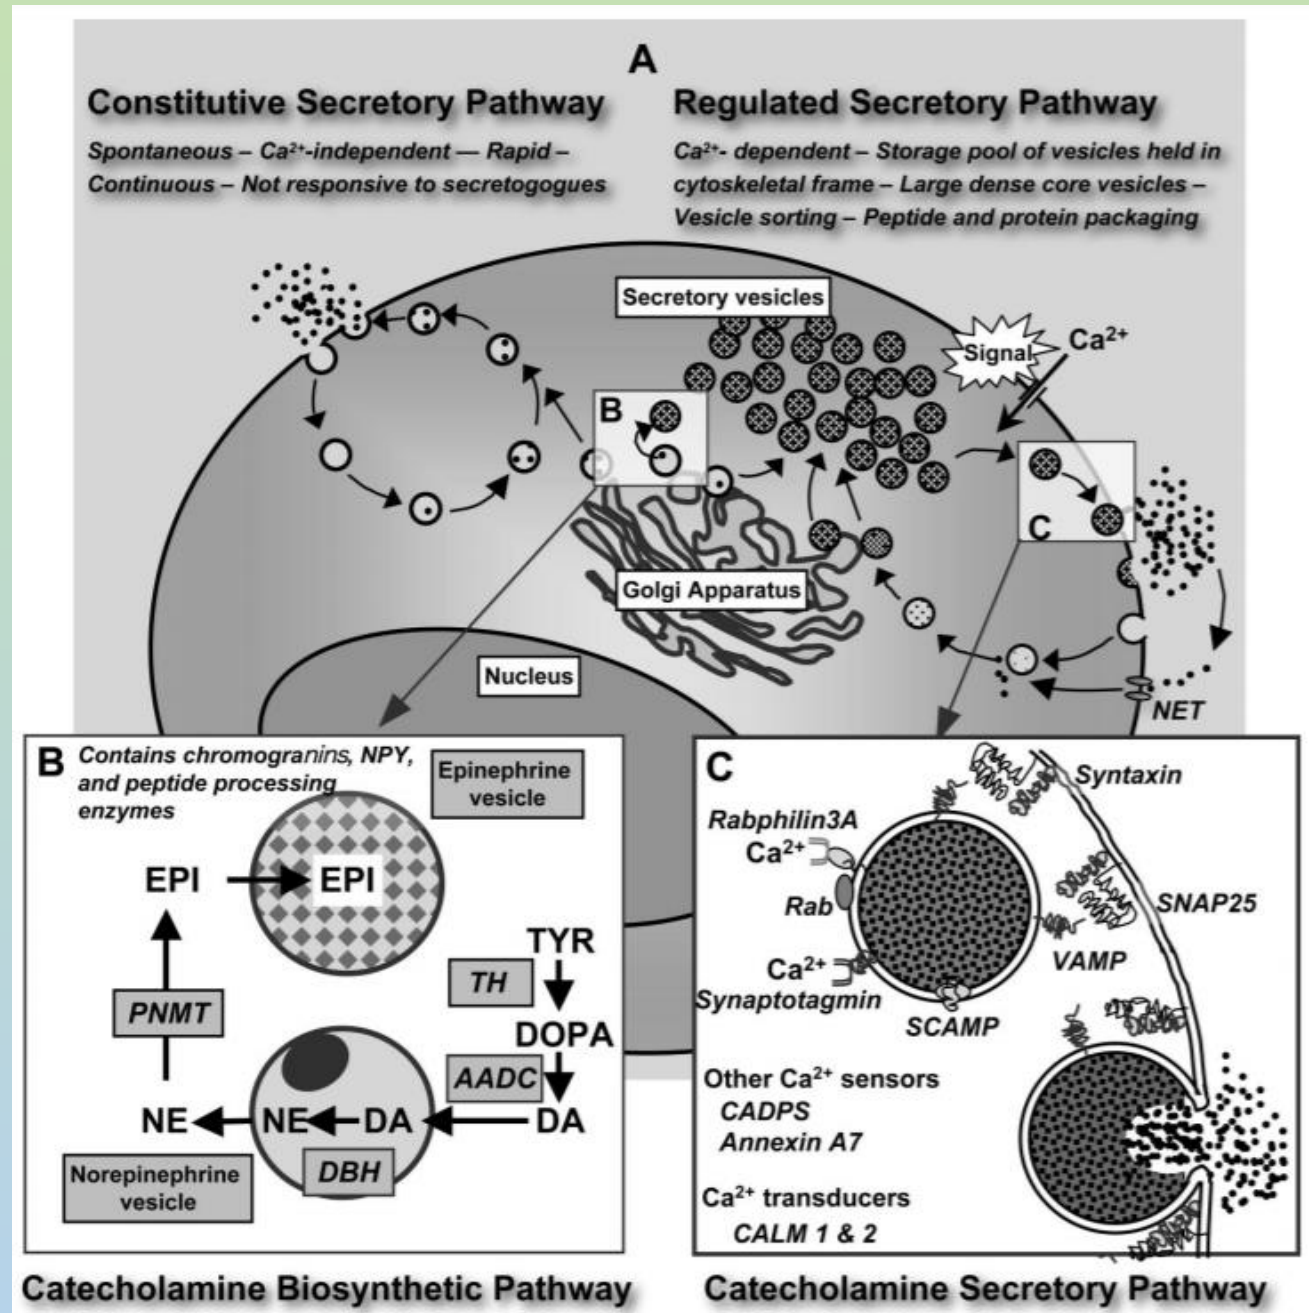 A
Constitutive Secretory Pathway
Spontaneous – Ca²⁺-independent — Rapid –
Continuous – Not responsive to secretogogues
Regulated Secretory Pathway
Ca²⁺- dependent – Storage pool of vesicles held in
cytoskeletal frame – Large dense core vesicles –
Vesicle sorting – Peptide and protein packaging
Secretory vesicles
Signal
Ca²⁺
B
C
Golgi Apparatus
Nucleus
NET
B
Contains chromogranins, NPY,
and peptide processing
enzymes
Epinephrine
vesicle
EPI
EPI
TYR
TH
PNMT
DOPA
AADC
NE
NE
DA
DA
DBH
Norepinephrine
vesicle
Catecholamine Biosynthetic Pathway
C
Syntaxin
Rabphilin3A
Ca²⁺
Rab
SNAP25
VAMP
Ca²⁺
Synaptotagmin
SCAMP
Other Ca²⁺ sensors
CADPS
Annexin A7
Ca²⁺ transducers
CALM 1 & 2
Catecholamine Secretory Pathway